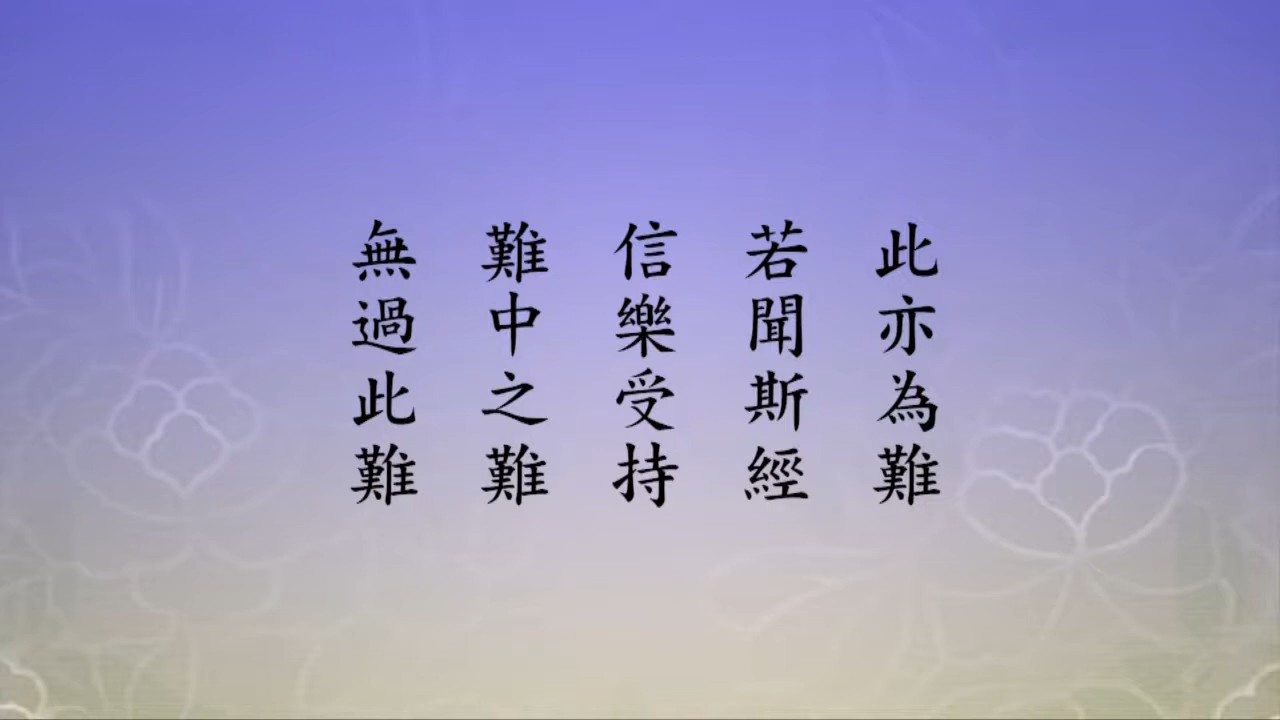 此亦為難
若聞斯經
信樂受持
難中之難
無過此難